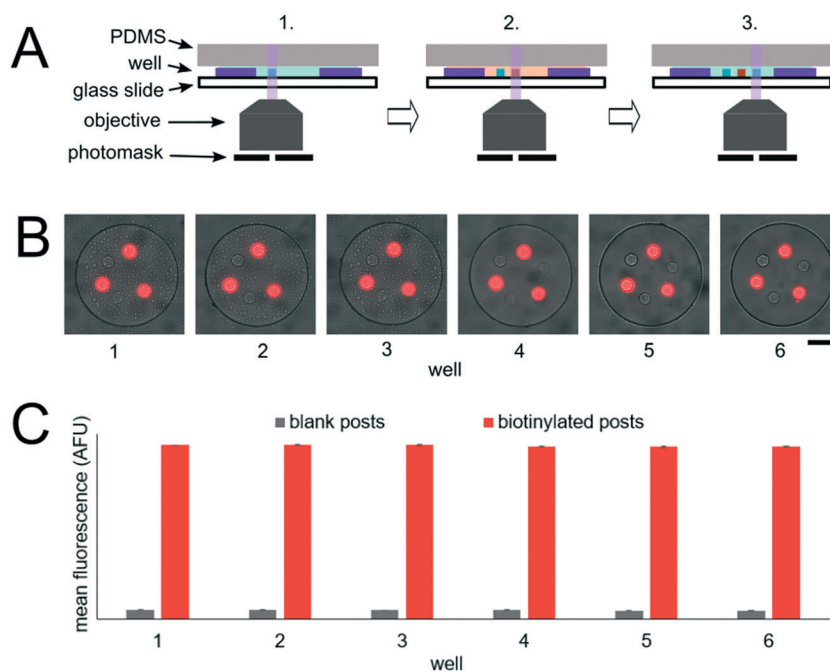 A
1. 2. 3.
PDMS
well
glass slide
objective
photomask
B
1 2 3 4 5 6
well
C
blank posts biotinylated posts
mean fluorescence (AFU)
1 2 3 4 5 6
well